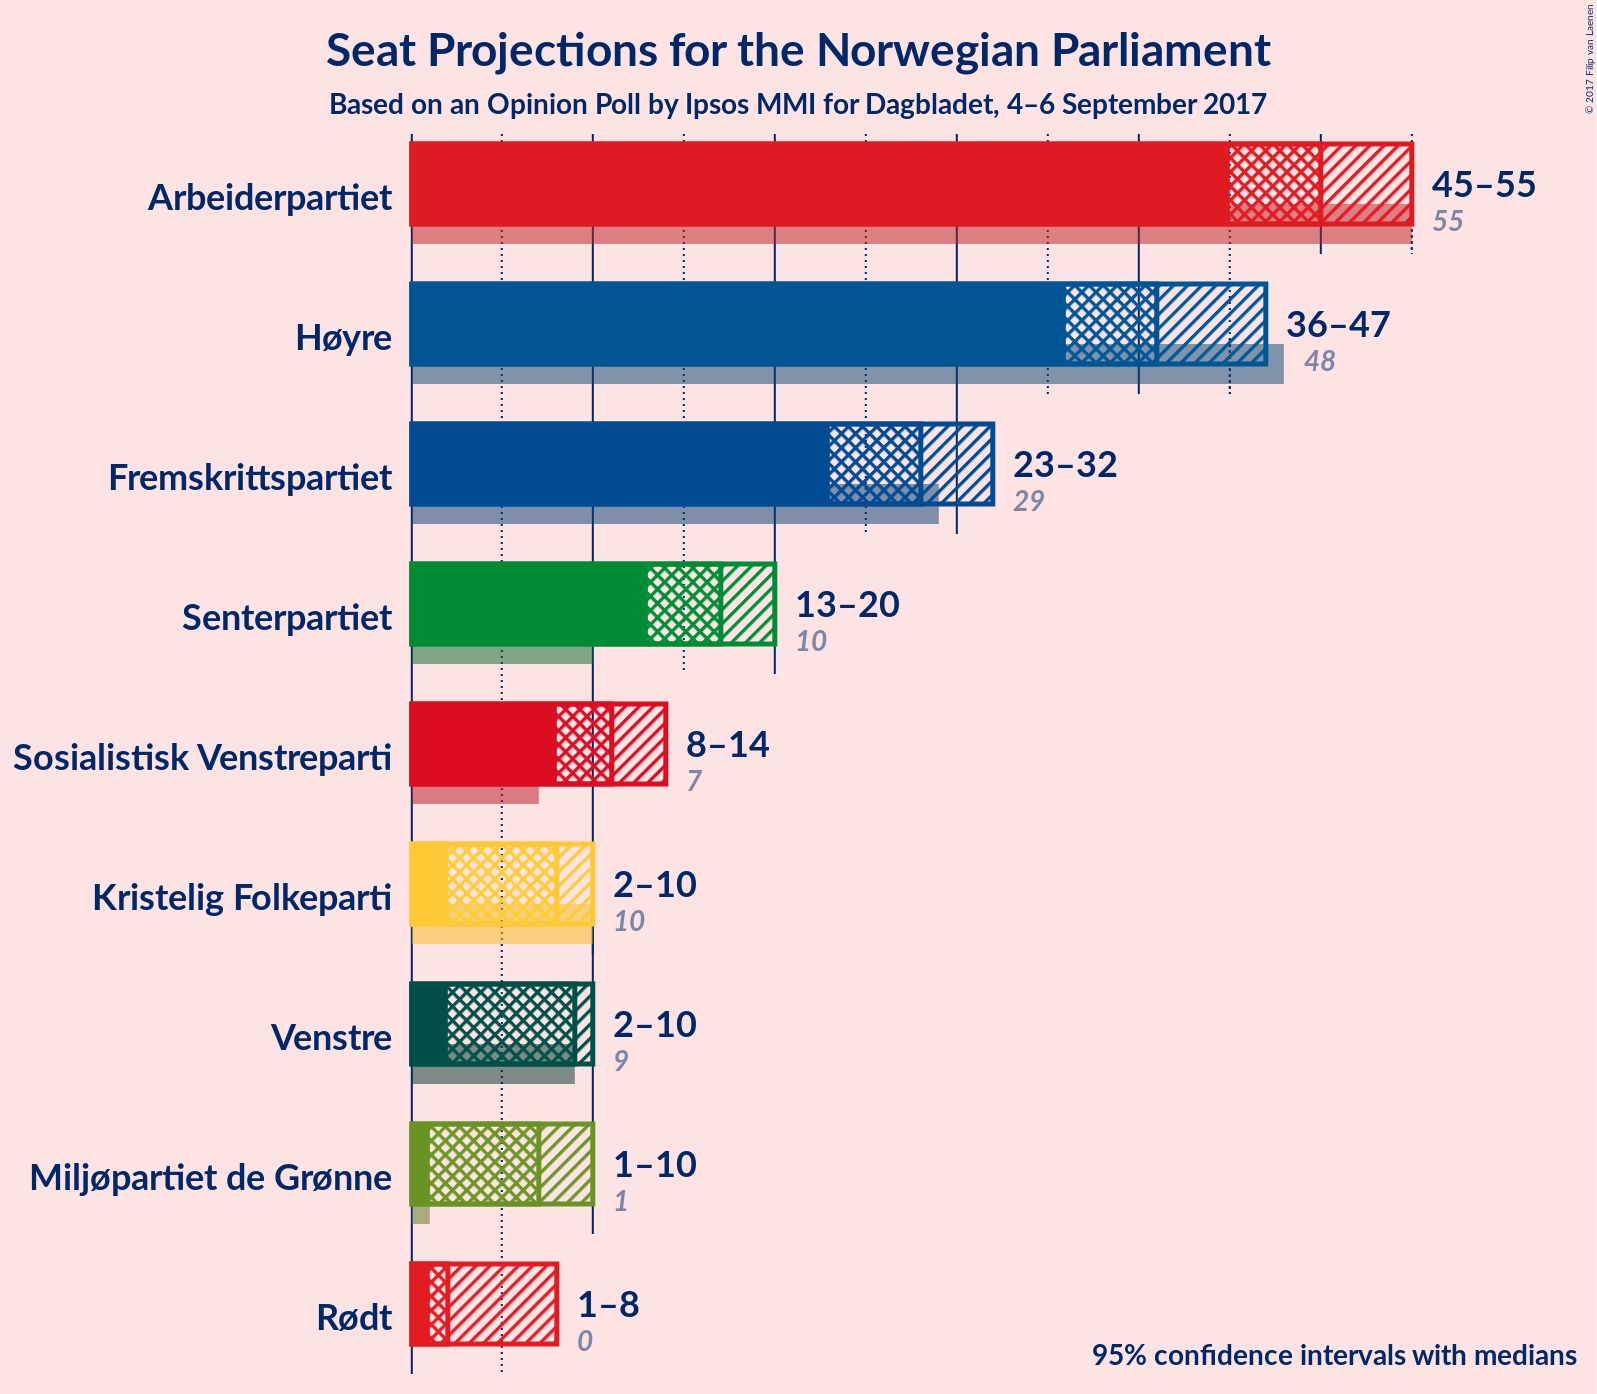 Seat Projections for the Norwegian Parliament
Based on an Opinion Poll by Ipsos MMI for Dagbladet, 4–6 September 2017
© 2017 Filip van Laenen
Arbeiderpartiet
45–55
55
Høyre
36–47
48
Fremskrittspartiet
23–32
29
Senterpartiet
13–20
10
Sosialistisk Venstreparti
8–14
7
Kristelig Folkeparti
2–10
10
Venstre
2–10
9
Miljøpartiet de Grønne
1–10
1
Rødt
1–8
0
95% confidence intervals with medians